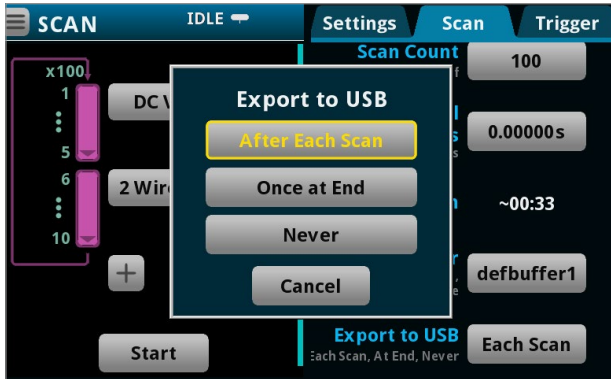 SCAN
IDLE
Settings
Scan
Trigger
x100
1
5
6
10
DC
2 Wir
Start
Scan Count
100
0.00000 s
~00:33
defbuffer1
Export to USB
Each Scan, At End, Never
Each Scan
Export to USB
After Each Scan
Once at End
Never
Cancel